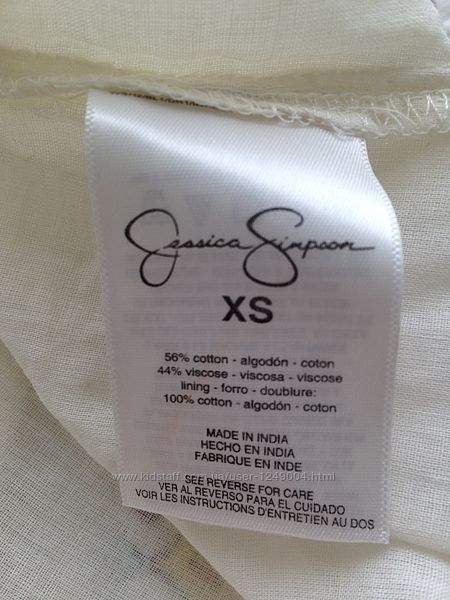 Jessica Simpson
XS
56% cotton - algodón - coton
44% viscose - viscosa - viscose
lining - forro - doublure:
100% cotton - algodón - coton
MADE IN INDIA
HECHO EN INDIA
FABRIQUE EN INDE
SEE REVERSE FOR CARE
VER AL REVERSO PARA EL CUIDADO
VOIR LES INSTRUCTIONS D'ENTRETIEN AU DOS